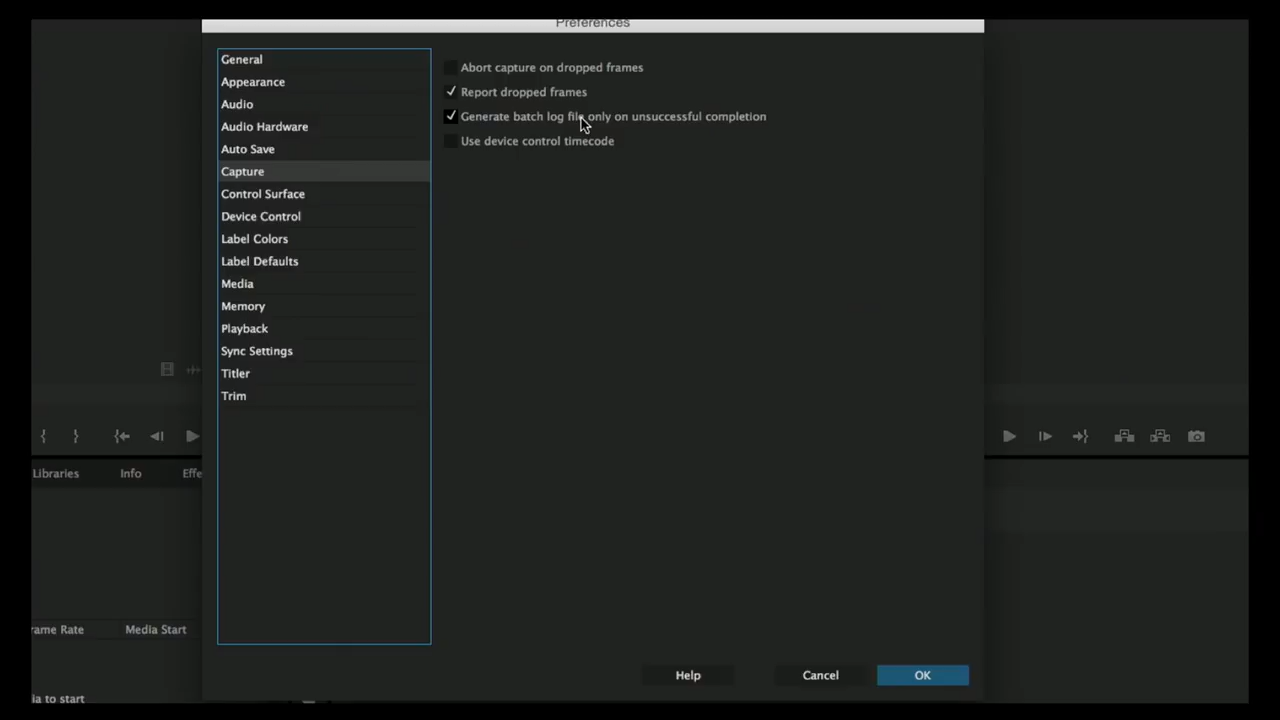 Preferences
General
Appearance
Audio
Audio Hardware
Auto Save
Capture
Control Surface
Device Control
Label Colors
Label Defaults
Media
Memory
Playback
Sync Settings
Titler
Trim
Abort capture on dropped frames
Report dropped frames
Generate batch log file only on unsuccessful completion
Use device control timecode
Libraries Info Effe
rame Rate Media Start
ia to start
Help Cancel OK